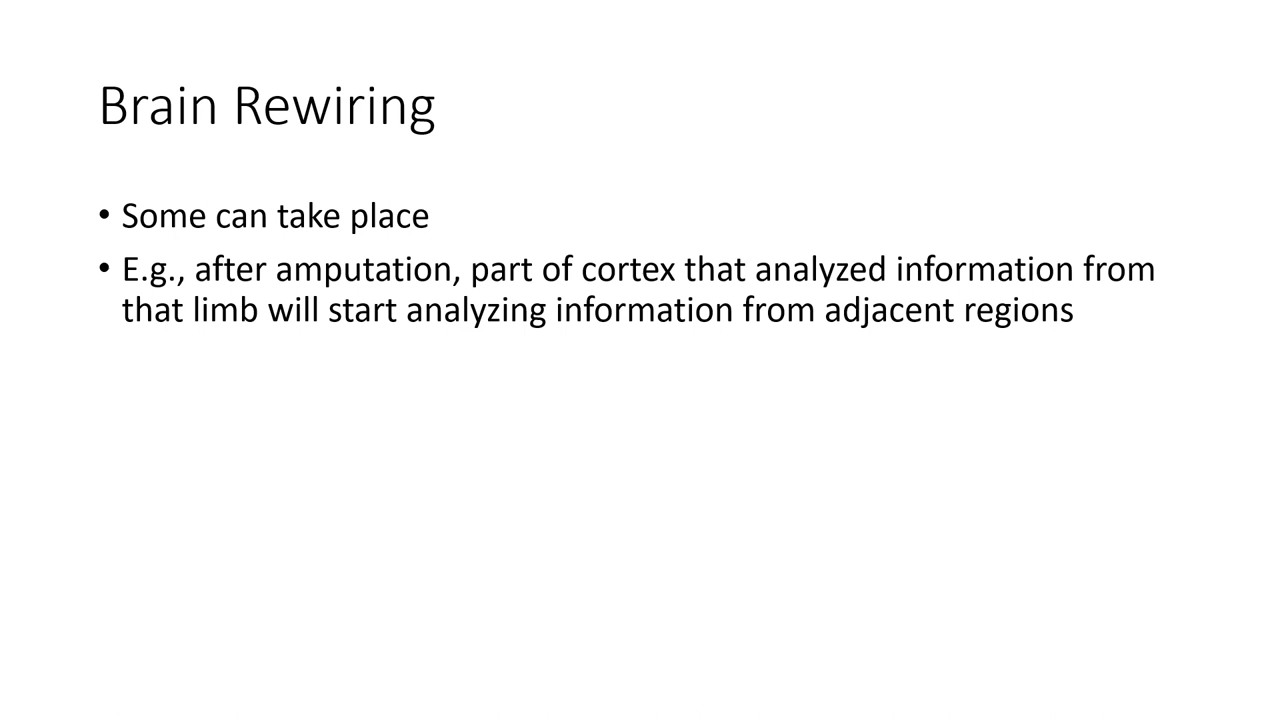 Brain Rewiring
• Some can take place
• E.g., after amputation, part of cortex that analyzed information from
that limb will start analyzing information from adjacent regions